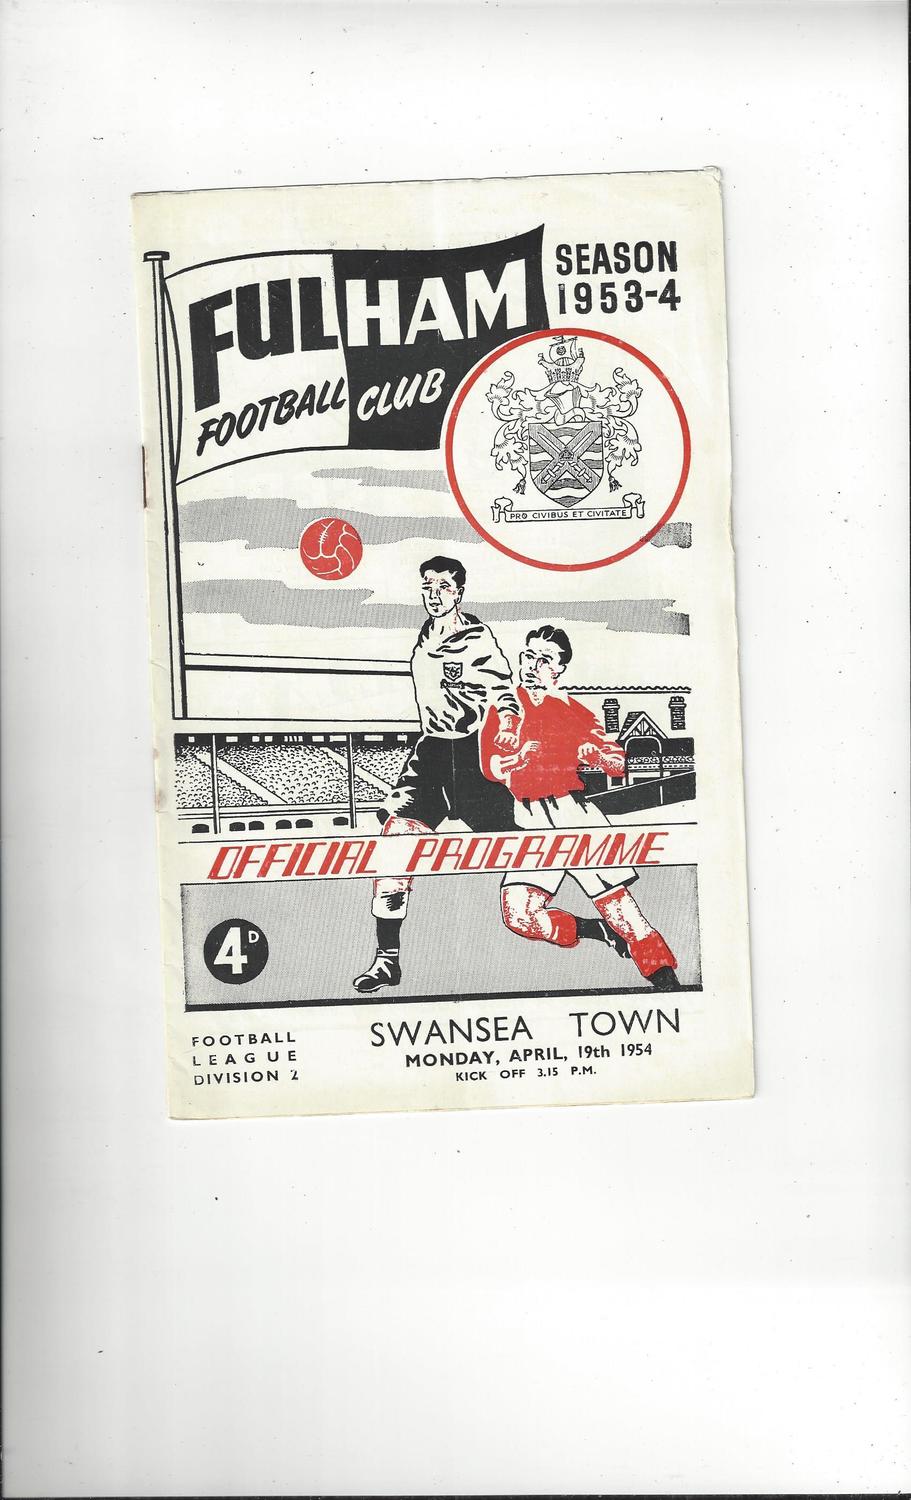 FULHAM
FOOTBALL CLUB
SEASON
1953-4
PRO CIVIBUS ET CIVITATE
OFFICIAL PROGRAMME
4D
FOOTBALL
LEAGUE
DIVISION 2
SWANSEA TOWN
MONDAY, APRIL, 19th 1954
KICK OFF 3.15 P.M.